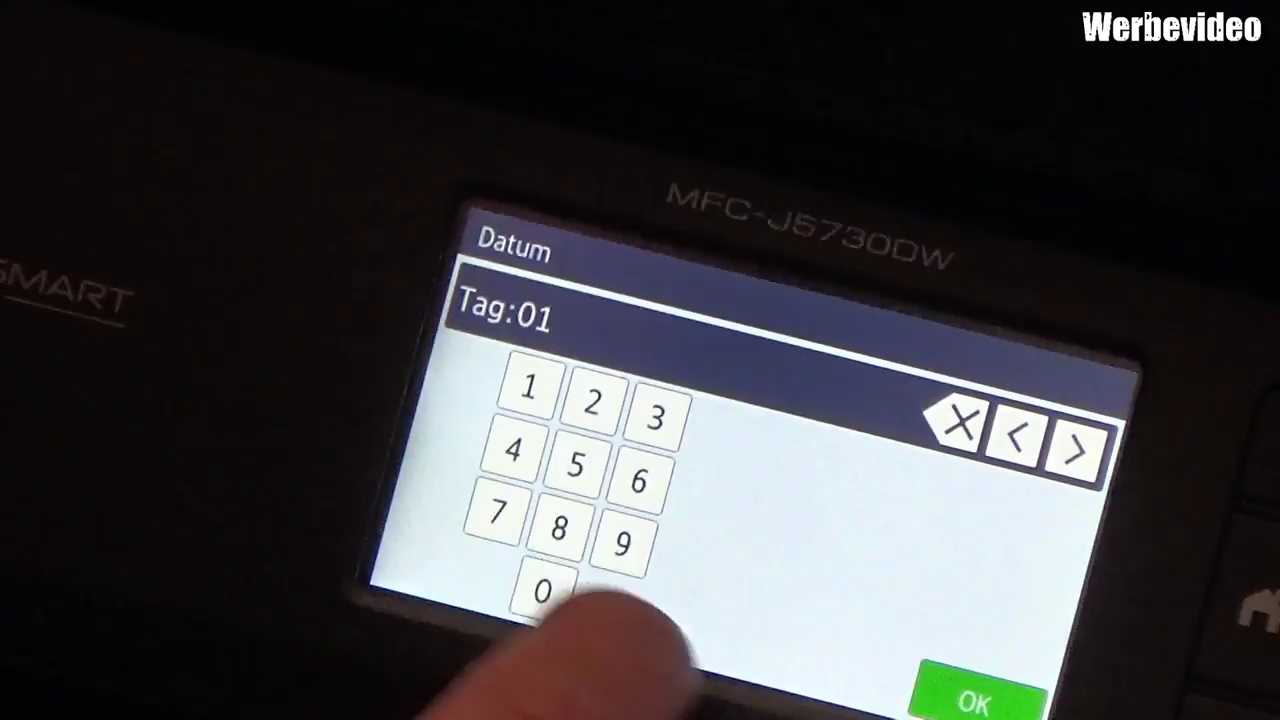 Werbevideo
MFC-J5730DW
SMART
Datum
Tag:01
1 2 3
4 5 6
7 8 9
0
OK